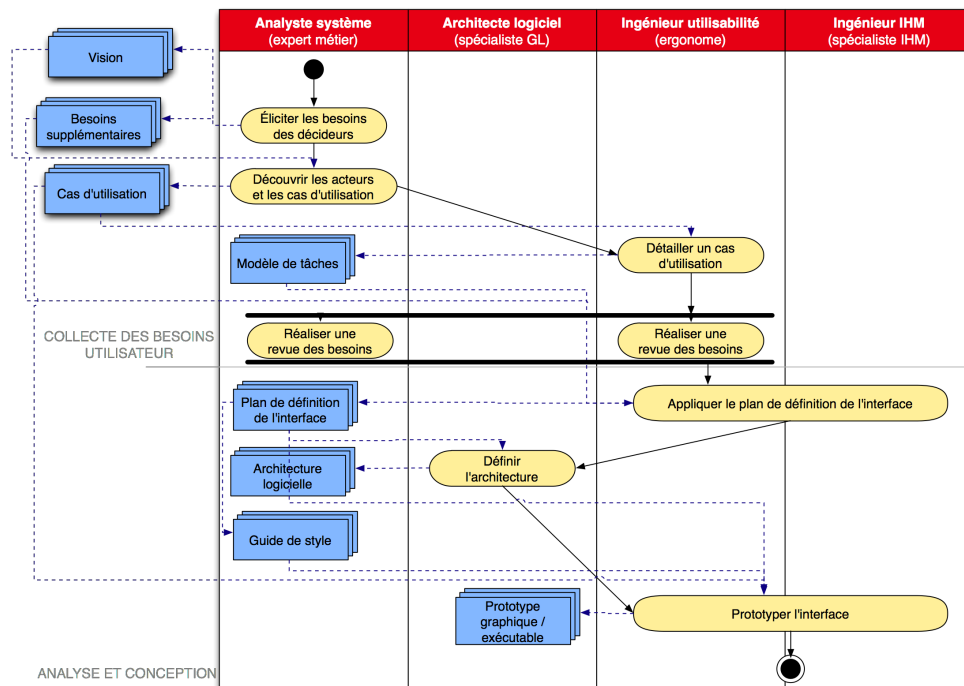 Analyste système
(expert métier)
Architecte logiciel
(spécialiste GL)
Ingénieur utilisabilité
(ergonome)
Ingénieur IHM
(spécialiste IHM)
Vision
Besoins
supplémentaires
Éliciter les besoins
des décideurs
Cas d'utilisation
Découvrir les acteurs
et les cas d'utilisation
Modèle de tâches
Détailler un cas
d'utilisation
COLLECTE DES BESOINS
UTILISATEUR
Réaliser une
revue des besoins
Réaliser une
revue des besoins
Plan de définition
de l'interface
Appliquer le plan de définition de l'interface
Architecture
logicielle
Définir
l'architecture
Guide de style
Prototype
graphique /
exécutable
Prototyper l'interface
ANALYSE ET CONCEPTION